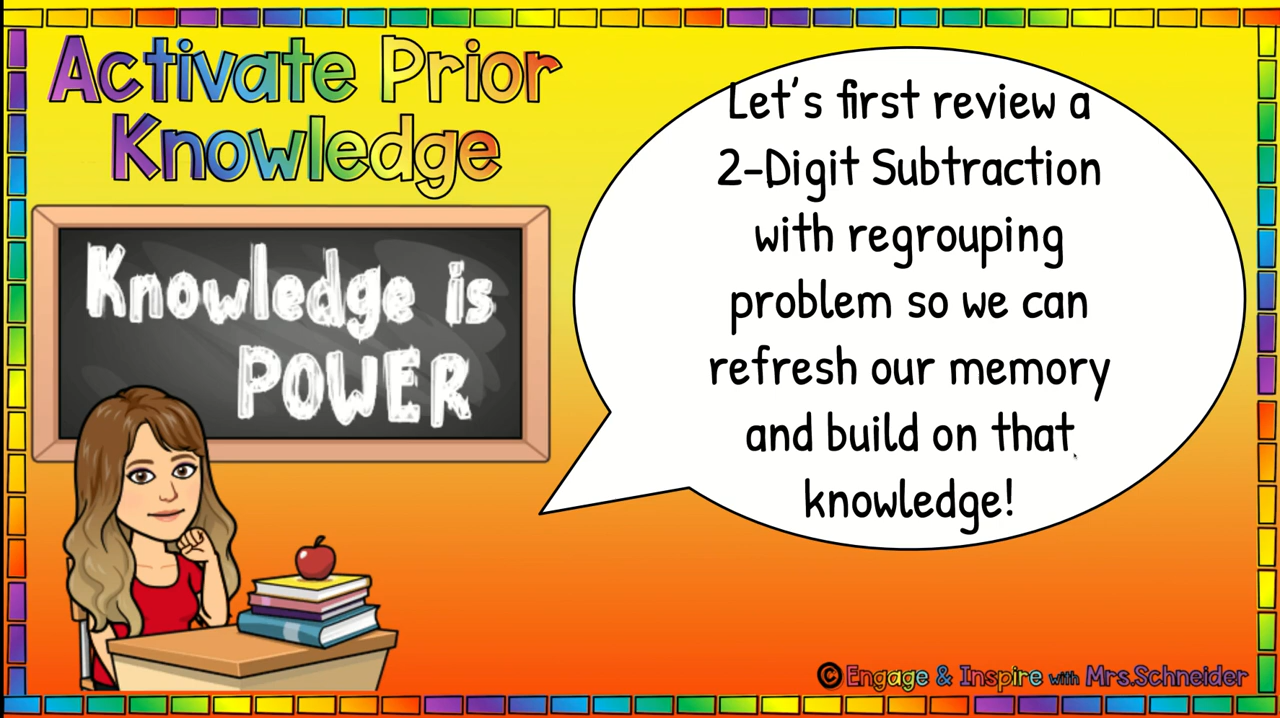 Activate Prior
Knowledge
Knowledge is
POWER
Let's first review a
2-Digit Subtraction
with regrouping
problem so we can
refresh our memory
and build on that
knowledge!
© Engage & Inspire with Mrs.Schneider